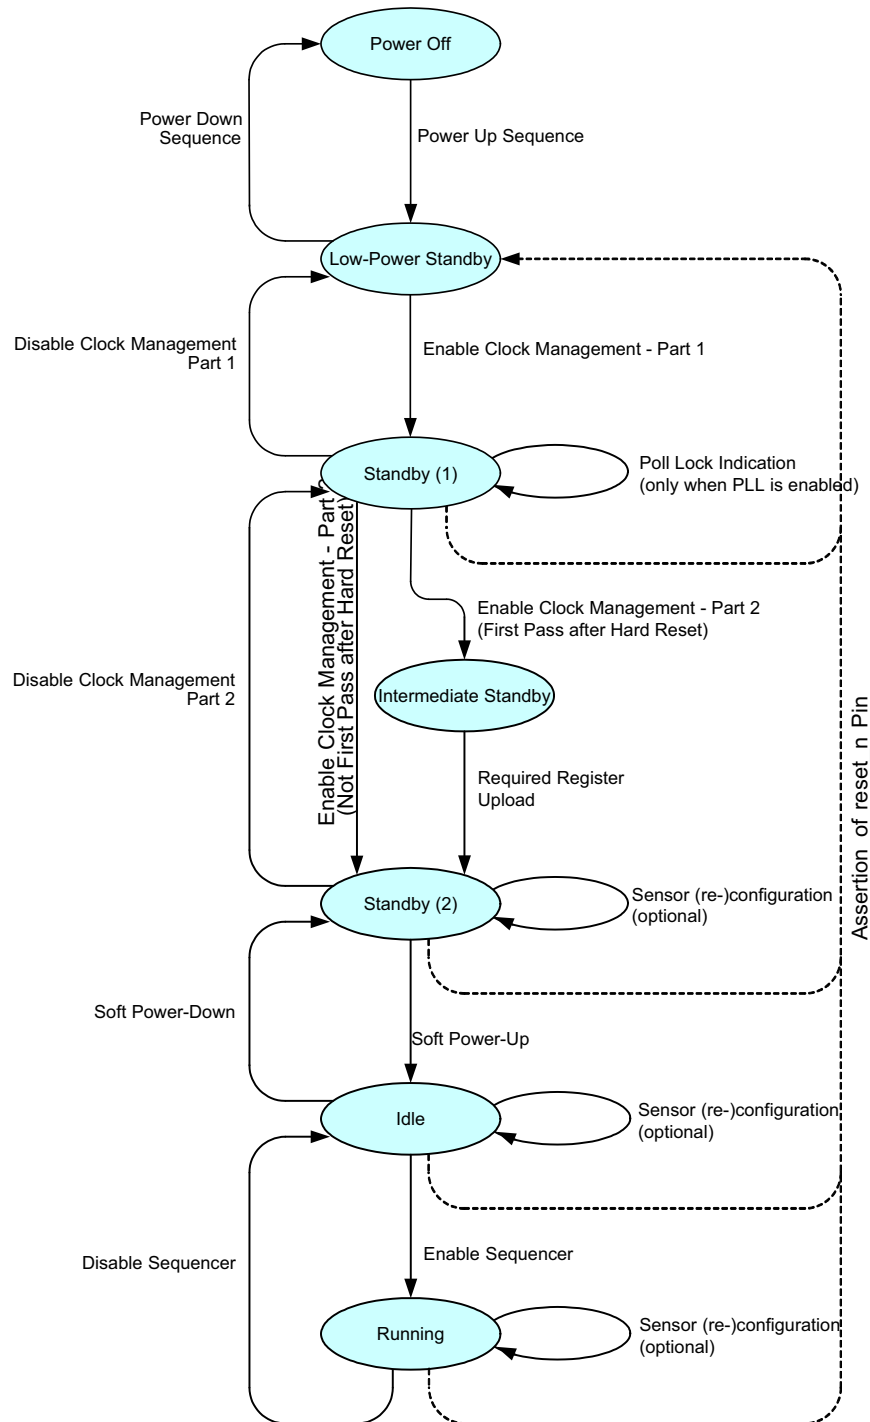 Power Off
Power Down
Sequence
Power Up Sequence
Low-Power Standby
Disable Clock Management
Part 1
Enable Clock Management - Part 1
Standby (1)
Poll Lock Indication
(only when PLL is enabled)
Enable Clock Management - Part
(Not First Pass after Hard Reset)
Enable Clock Management - Part 2
(First Pass after Hard Reset)
Disable Clock Management
Part 2
Intermediate Standby
Required Register
Upload
Assertion of reset n Pin
Standby (2)
Sensor (re-)configuration
(optional)
Soft Power-Down
Soft Power-Up
Idle
Sensor (re-)configuration
(optional)
Disable Sequencer
Enable Sequencer
Running
Sensor (re-)configuration
(optional)